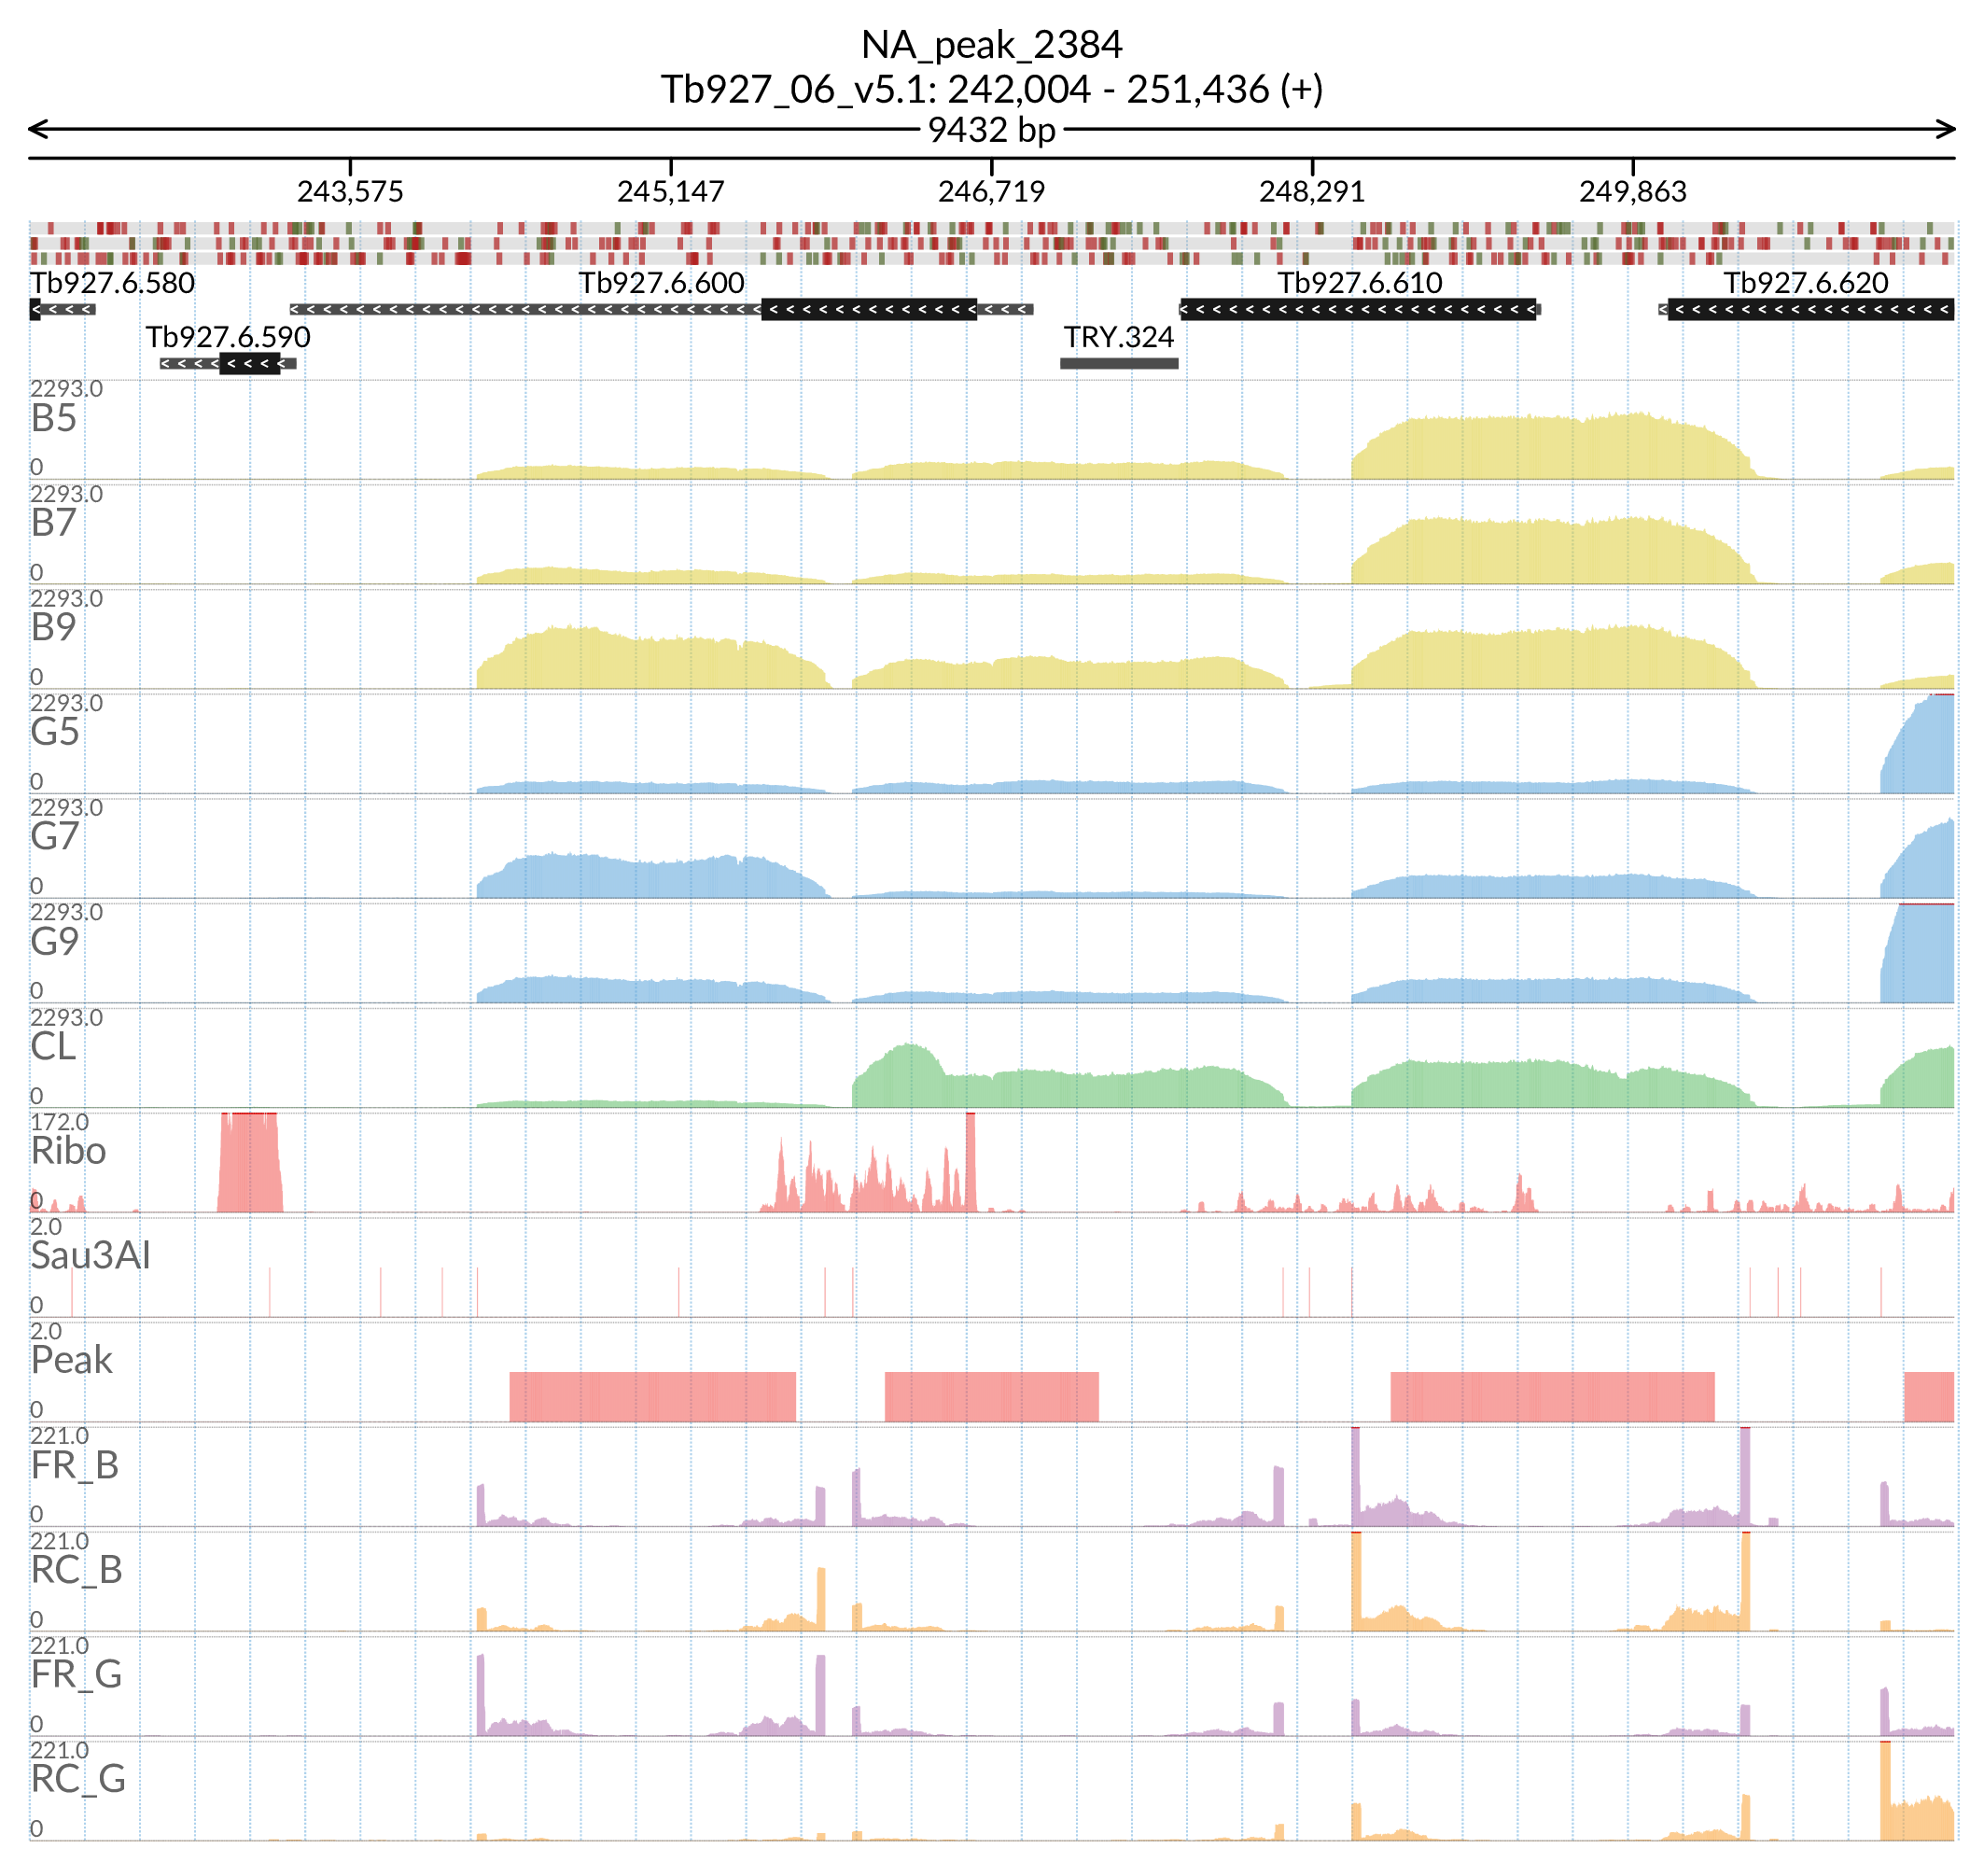 NA_peak_2384
Tb927_06_v5.1: 242,004 - 251,436 (+)
9432 bp
243,575 245,147 246,719 248,291 249,863
Tb927.6.580 Tb927.6.600 Tb927.6.610 Tb927.6.620
Tb927.6.590 TRY.324
2293.0
B5
0
2293.0
B7
0
2293.0
B9
0
2293.0
G5
0
2293.0
G7
0
2293.0
G9
0
2293.0
CL
0
172.0
Ribo
0
2.0
Sau3AI
0
2.0
Peak
0
221.0
FR_B
0
221.0
RC_B
0
221.0
FR_G
0
221.0
RC_G
0